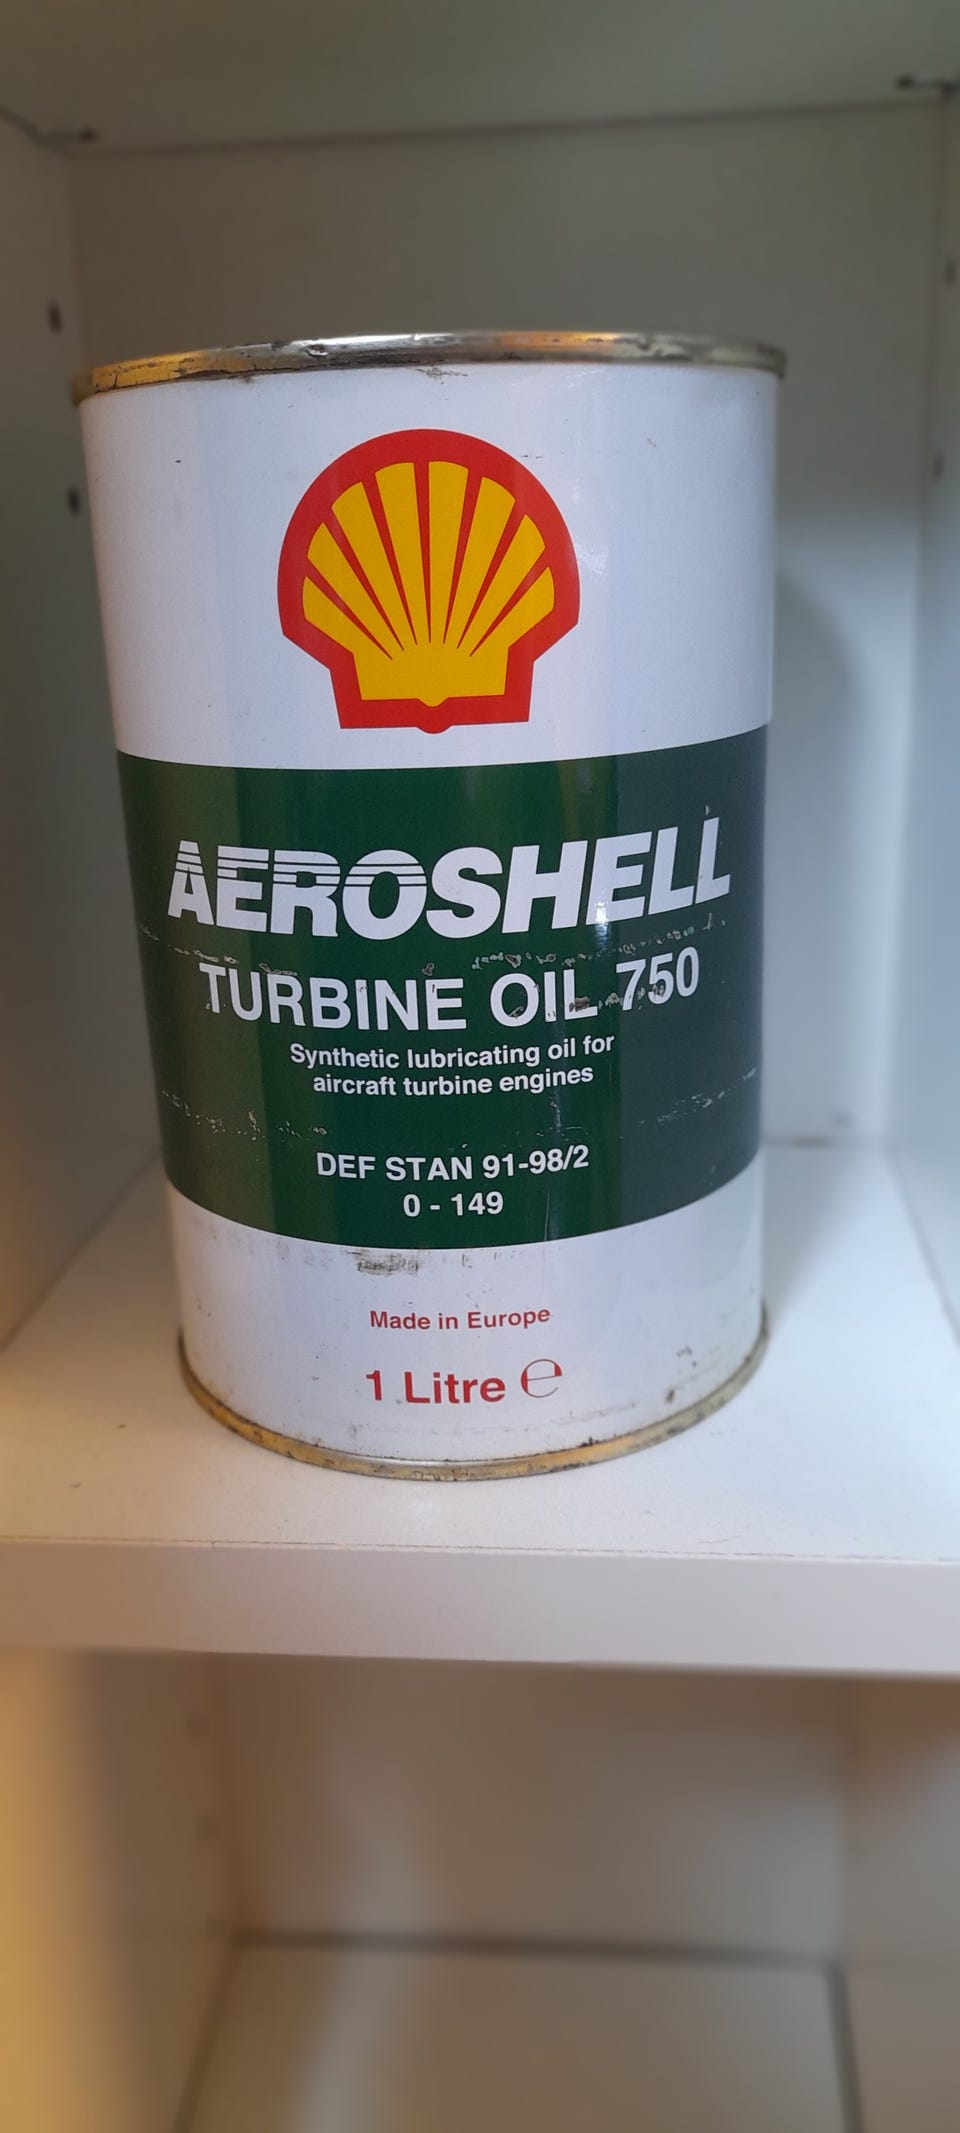 AEROSHELL
TURBINE OIL 750
Synthetic lubricating oil for
aircraft turbine engines
DEF STAN 91-98/2
0 - 149
Made in Europe
1 Litre ℮